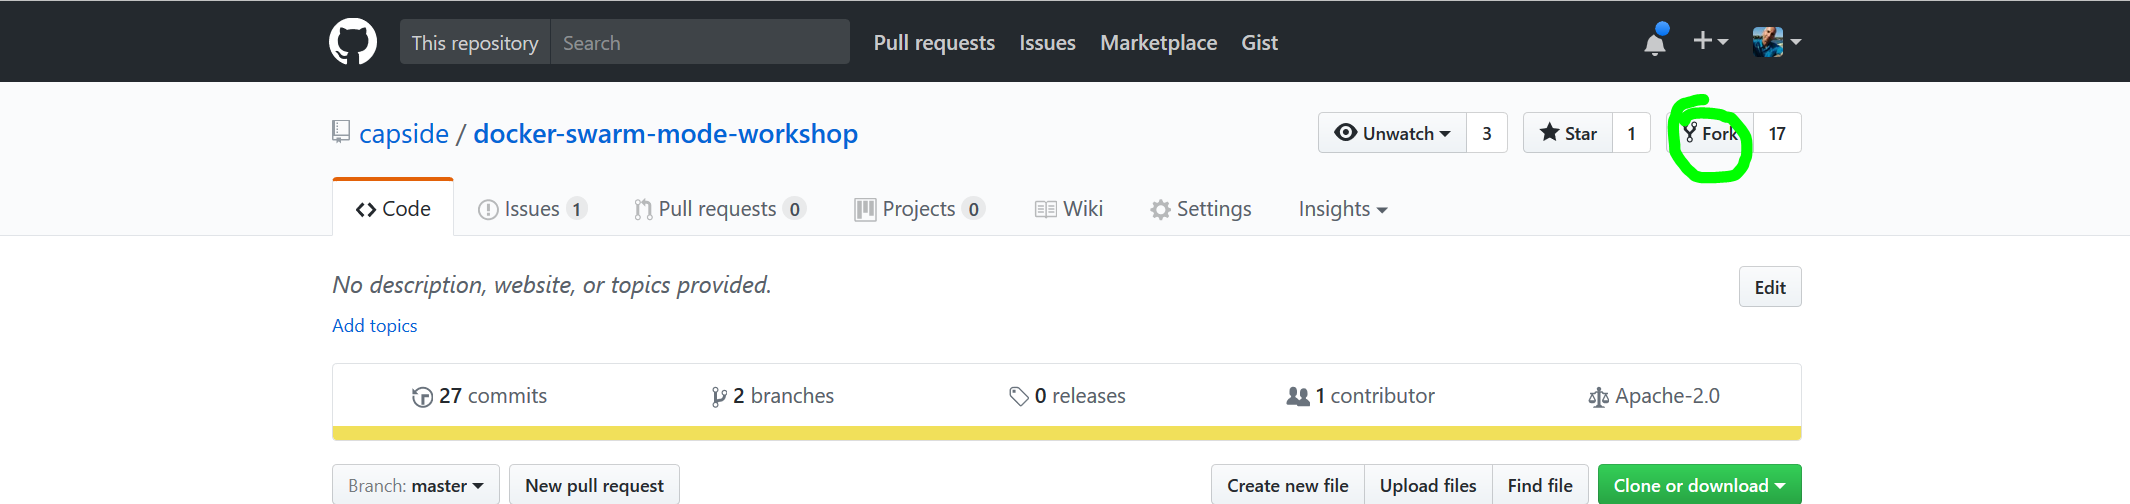 This repository Search Pull requests Issues Marketplace Gist
capside / docker-swarm-mode-workshop Unwatch 3 Star 1 Fork 17
Code Issues 1 Pull requests 0 Projects 0 Wiki Settings Insights
No description, website, or topics provided. Edit
Add topics
27 commits 2 branches 0 releases 1 contributor Apache-2.0
Branch: master New pull request Create new file Upload files Find file Clone or download